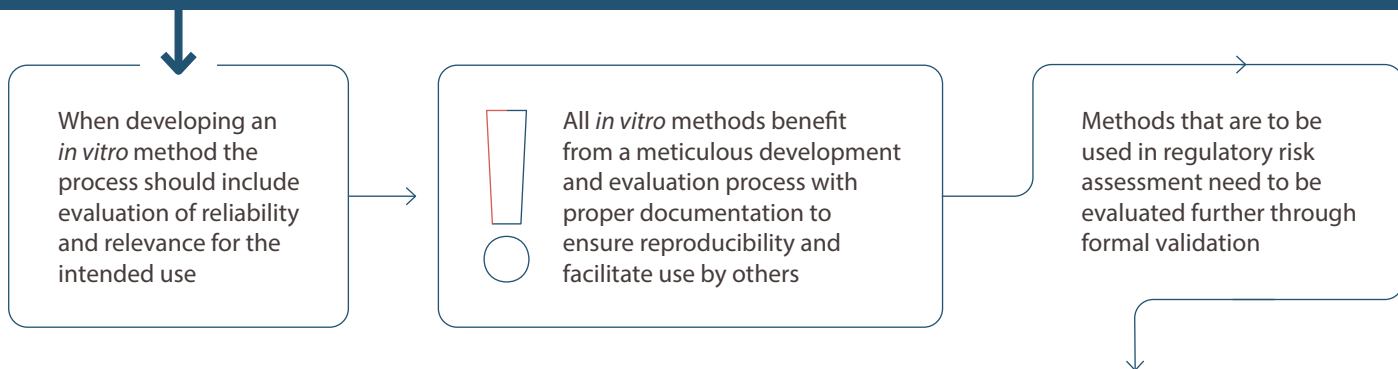 When developing an
in vitro method the
process should include
evaluation of reliability
and relevance for the
intended use
All in vitro methods benefit
from a meticulous development
and evaluation process with
proper documentation to
ensure reproducibility and
facilitate use by others
Methods that are to be
used in regulatory risk
assessment need to be
evaluated further through
formal validation